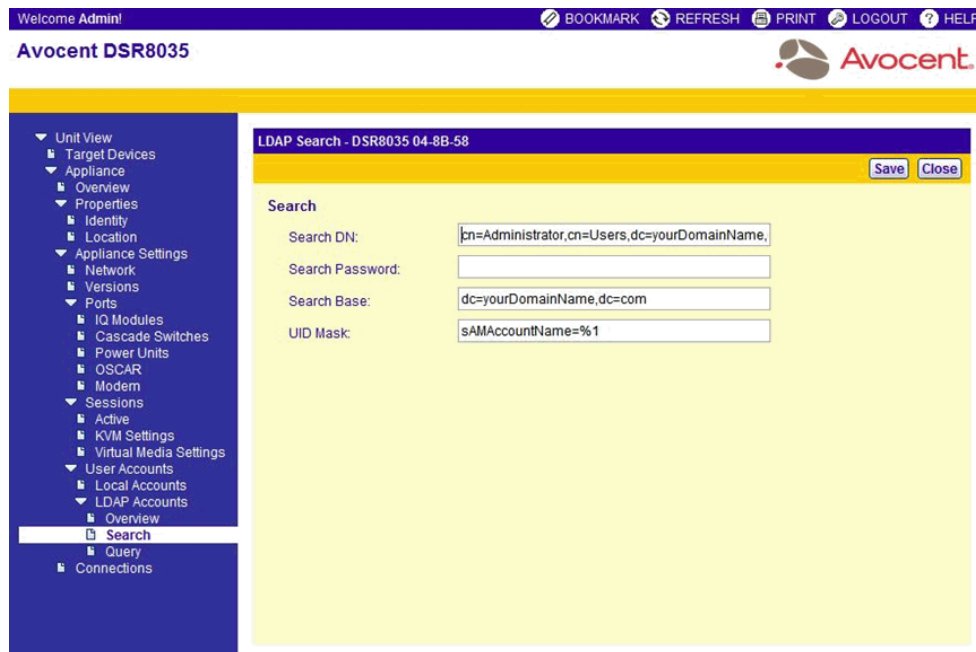 Welcome Admin! BOOKMARK REFRESH PRINT LOGOUT ? HELP
Avocent DSR8035
Avocent.
Unit View
Target Devices
Appliance
Overview
Properties
Identity
Location
Appliance Settings
Network
Versions
Ports
IQ Modules
Cascade Switches
Power Units
OSCAR
Modem
Sessions
Active
KVM Settings
Virtual Media Settings
User Accounts
Local Accounts
LDAP Accounts
Overview
Search
Query
Connections
LDAP Search - DSR8035 04-8B-58
Save Close
Search
Search DN: cn=Administrator,cn=Users,dc=yourDomainName,
Search Password:
Search Base: dc=yourDomainName,dc=com
UID Mask: sAMAccountName=%1